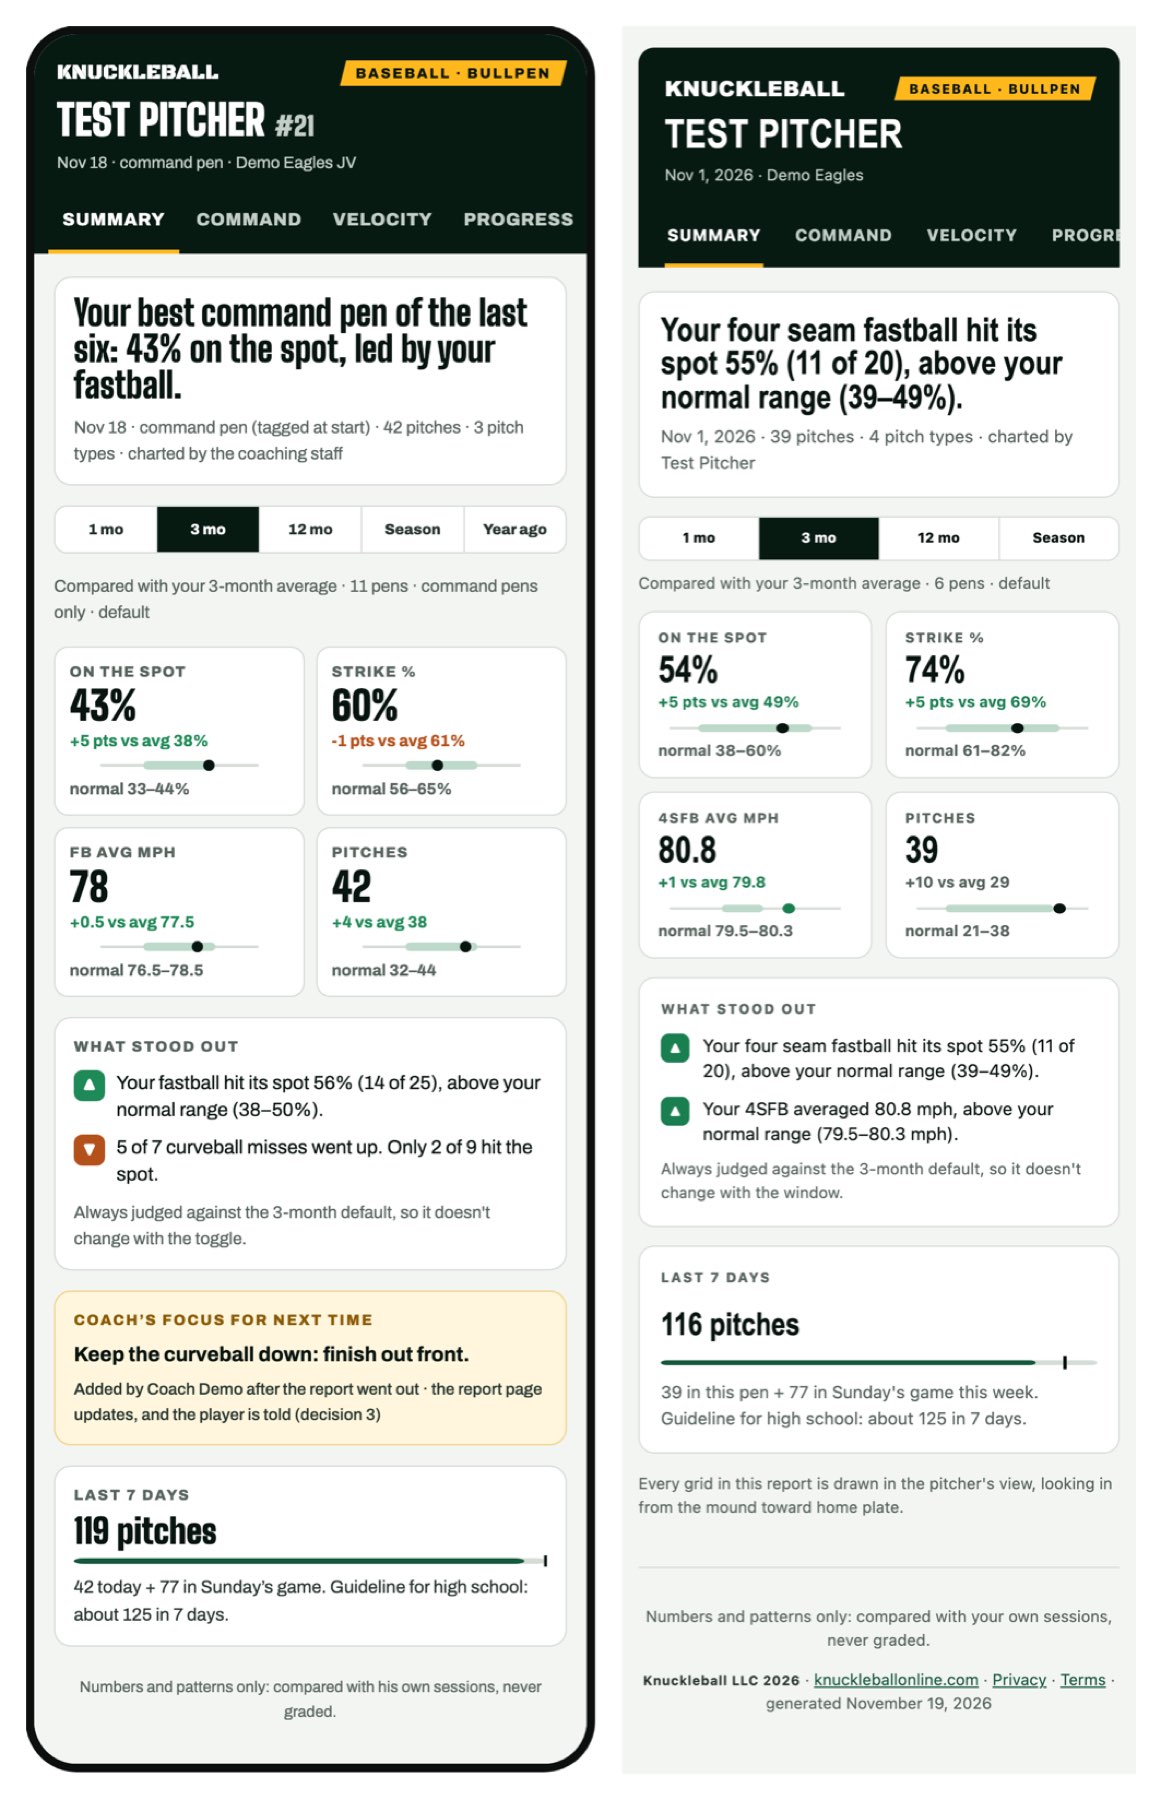 KNUCKLEBALL
BASEBALL · BULLPEN
TEST PITCHER #21
Nov 18 · command pen · Demo Eagles JV
SUMMARY COMMAND VELOCITY PROGRESS
Your best command pen of the last
six: 43% on the spot, led by your
fastball.
Nov 18 · command pen (tagged at start) · 42 pitches · 3 pitch
types · charted by the coaching staff
1 mo 3 mo 12 mo Season Year ago
Compared with your 3-month average · 11 pens · command pens
only · default
ON THE SPOT
43%
+5 pts vs avg 38%
normal 33–44%
STRIKE %
60%
-1 pts vs avg 61%
normal 56–65%
FB AVG MPH
78
+0.5 vs avg 77.5
normal 76.5–78.5
PITCHES
42
+4 vs avg 38
normal 32–44
WHAT STOOD OUT
Your fastball hit its spot 56% (14 of 25), above your
normal range (38–50%).
5 of 7 curveball misses went up. Only 2 of 9 hit the
spot.
Always judged against the 3-month default, so it doesn't
change with the toggle.
COACH'S FOCUS FOR NEXT TIME
Keep the curveball down: finish out front.
Added by Coach Demo after the report went out · the report page
updates, and the player is told (decision 3)
LAST 7 DAYS
119 pitches
42 today + 77 in Sunday's game. Guideline for high school:
about 125 in 7 days.
Numbers and patterns only: compared with his own sessions, never
graded.
KNUCKLEBALL
BASEBALL · BULLPEN
TEST PITCHER
Nov 1, 2026 · Demo Eagles
SUMMARY COMMAND VELOCITY PROGRE
Your four seam fastball hit its
spot 55% (11 of 20), above your
normal range (39–49%).
Nov 1, 2026 · 39 pitches · 4 pitch types · charted by
Test Pitcher
1 mo 3 mo 12 mo Season
Compared with your 3-month average · 6 pens · default
ON THE SPOT
54%
+5 pts vs avg 49%
normal 38–60%
STRIKE %
74%
+5 pts vs avg 69%
normal 61–82%
4SFB AVG MPH
80.8
+1 vs avg 79.8
normal 79.5–80.3
PITCHES
39
+10 vs avg 29
normal 21–38
WHAT STOOD OUT
Your four seam fastball hit its spot 55% (11 of
20), above your normal range (39–49%).
Your 4SFB averaged 80.8 mph, above your
normal range (79.5–80.3 mph).
Always judged against the 3-month default, so it doesn't
change with the window.
LAST 7 DAYS
116 pitches
39 in this pen + 77 in Sunday's game this week.
Guideline for high school: about 125 in 7 days.
Every grid in this report is drawn in the pitcher's view, looking in
from the mound toward home plate.
Numbers and patterns only: compared with your own sessions,
never graded.
Knuckleball LLC 2026 · knuckleballonline.com · Privacy · Terms ·
generated November 19, 2026